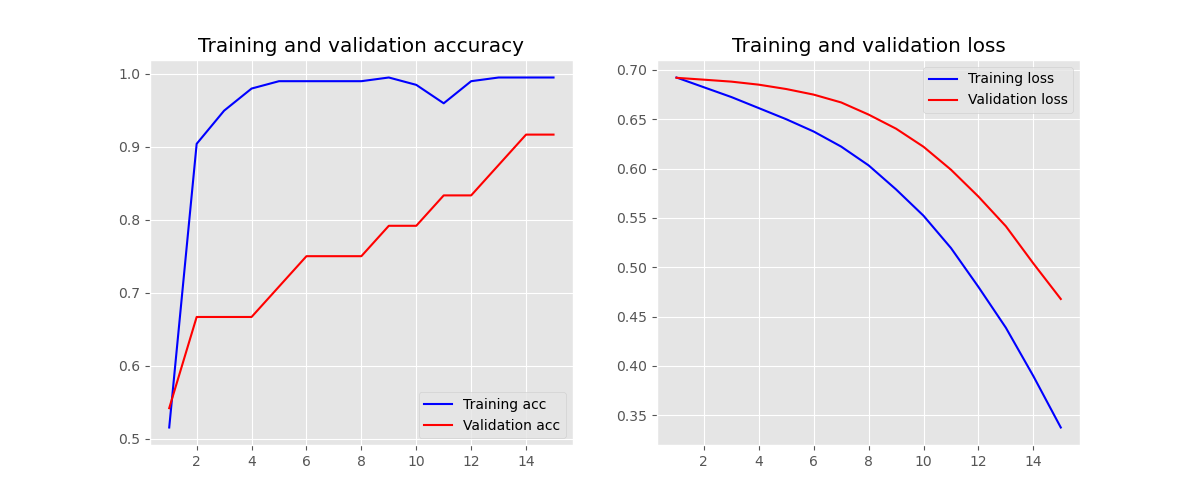 Training and validation accuracy
1.0
0.9
0.8
0.7
0.6
0.5
2 4 6 8 10 12 14
Training acc
Validation acc
Training and validation loss
0.70
0.65
0.60
0.55
0.50
0.45
0.40
0.35
2 4 6 8 10 12 14
Training loss
Validation loss